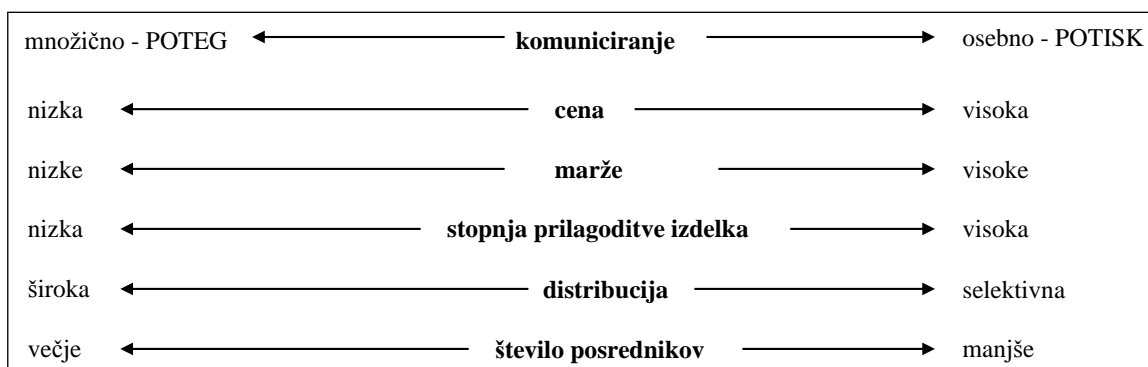 množično - POTEG komuniciranje osebno - POTISK
nizka cena visoka
nizke marže visoke
nizka stopnja prilagoditve izdelka visoka
široka distribucija selektivna
večje število posrednikov manjše